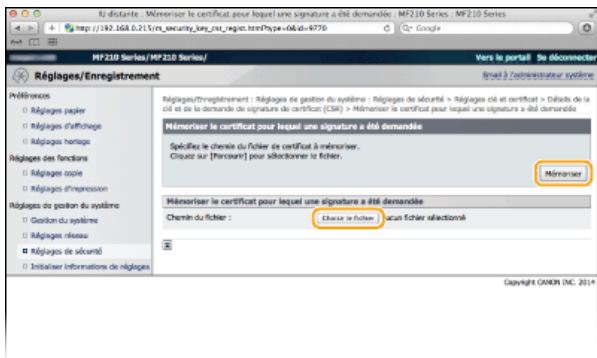 IU distante : Mémoriser le certificat pour lequel une signature a été demandée : MF210 Series : MF210 Series
Google
MF210 Series/MF210 Series/
Vers le portail Se déconnecter
Réglages/Enregistrement
Email à l'administrateur système
Préférences
Réglages papier
Réglages d'affichage
Réglages horloge
Réglages des fonctions
Réglages copie
Réglages d'impression
Réglages de gestion du système
Gestion du système
Réglages réseau
Réglages de sécurité
Initialiser informations de réglages
Réglages/Enregistrement : Réglages de gestion du système : Réglages de sécurité > Réglages clé et certificat > Détails de la
clé et de la demande de signature de certificat (CSR) > Mémoriser le certificat pour lequel une signature a été demandée
Mémoriser le certificat pour lequel une signature a été demandée
Spécifiez le chemin du fichier de certificat à mémoriser.
Cliquez sur [Parcourir] pour sélectionner le fichier.
Mémoriser
Mémoriser le certificat pour lequel une signature a été demandée
Chemin du fichier :
Choisir le fichier
aucun fichier sélectionné
Copyright CANON INC. 2014